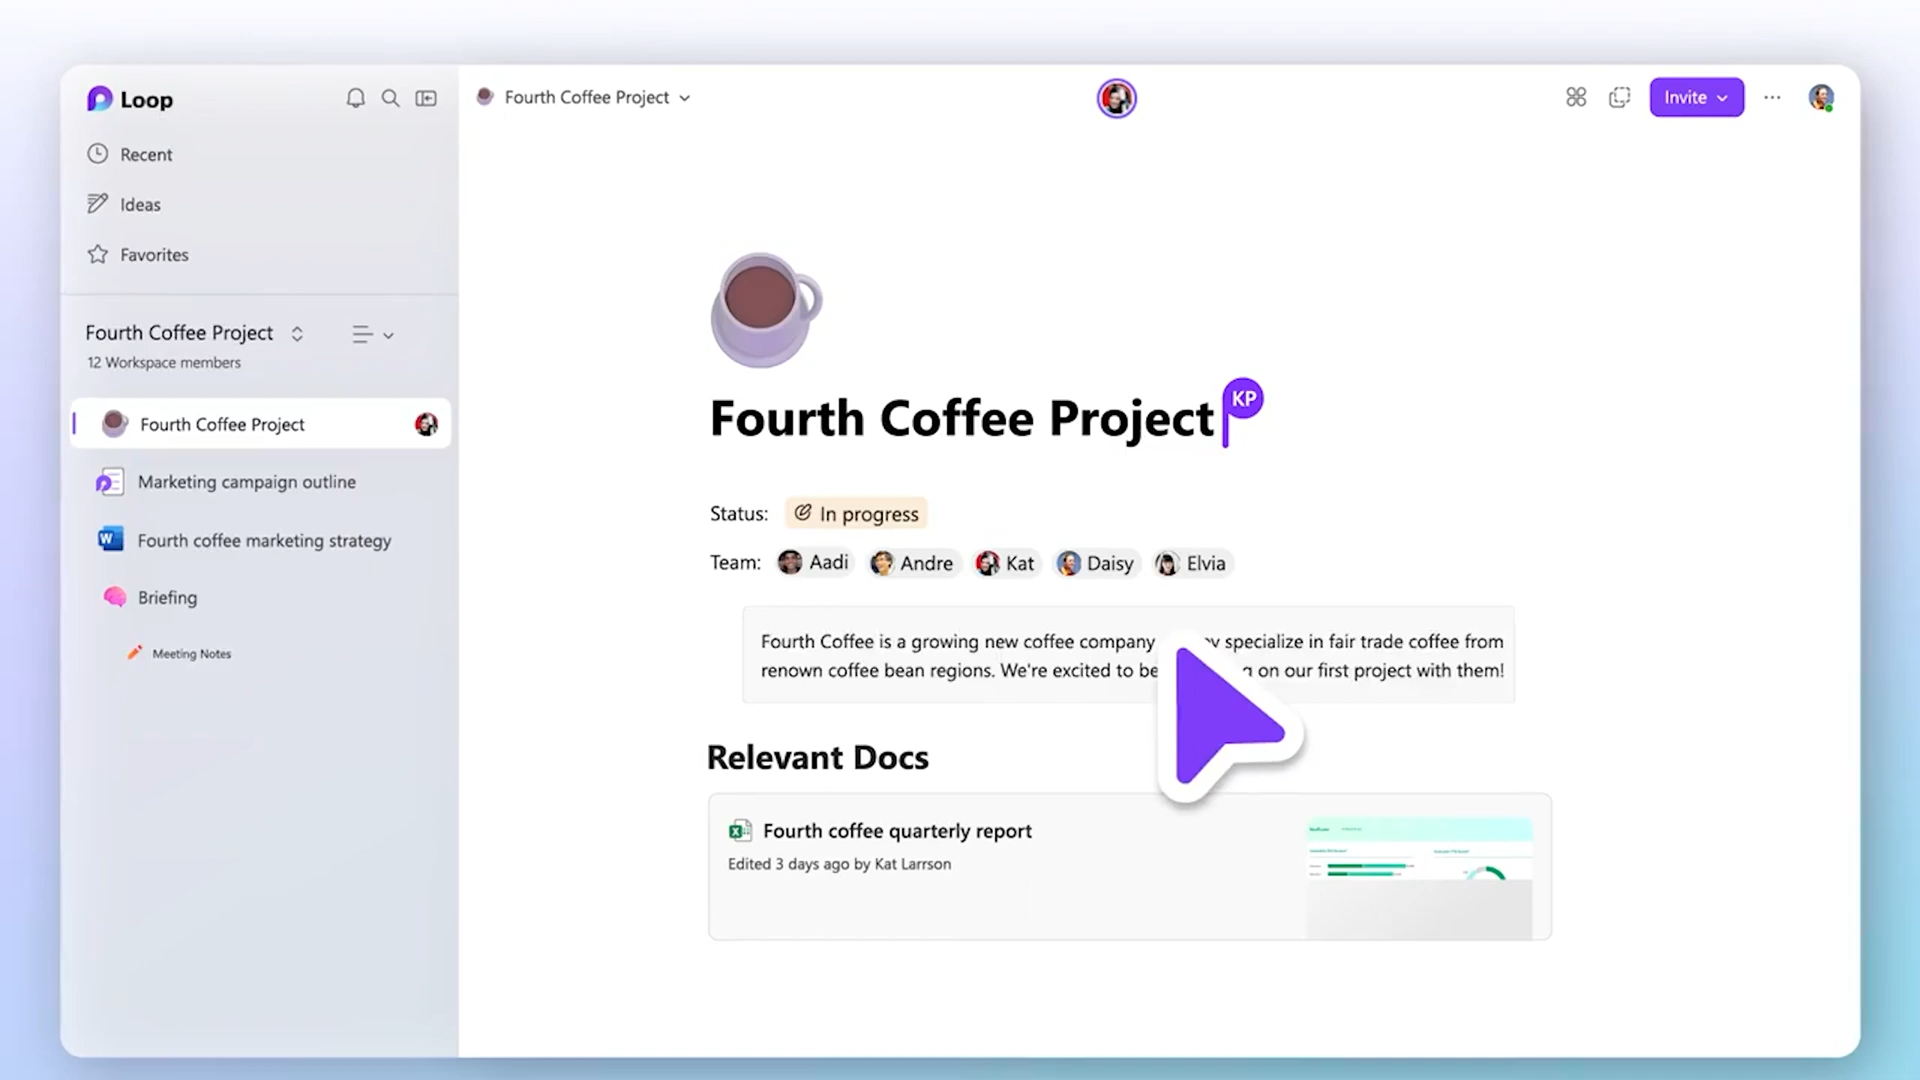 Loop
Recent
Ideas
Favorites
Fourth Coffee Project
12 Workspace members
Fourth Coffee Project
Marketing campaign outline
W Fourth coffee marketing strategy
Briefing
Meeting Notes
Fourth Coffee Project
Invite
Fourth Coffee Project KP
Status: In progress
Team: Aadi Andre Kat Daisy Elvia
Fourth Coffee is a growing new coffee company specialize in fair trade coffee from
renown coffee bean regions. We're excited to be on our first project with them!
Relevant Docs
Fourth coffee quarterly report
Edited 3 days ago by Kat Larrson